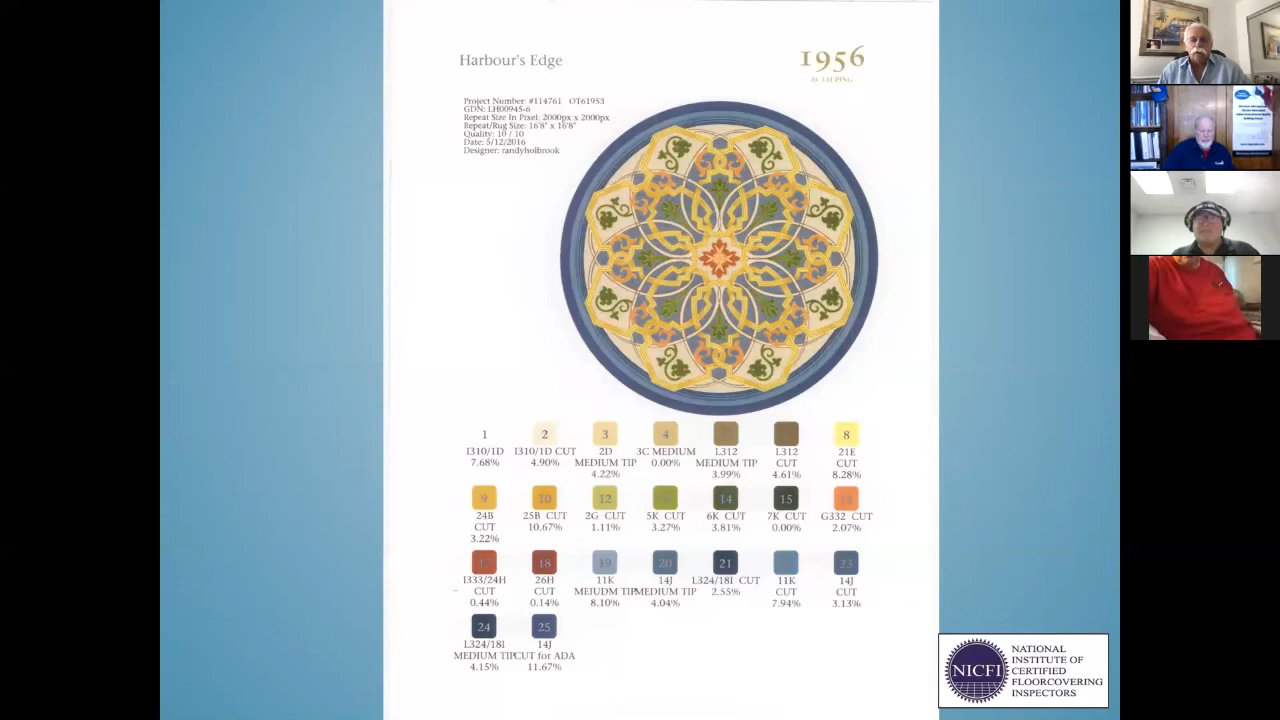 Harbour's Edge
1956
by TAI PING
Project Number: #114761 OT61953
GDN: LH00945-6
Repeat Size In Pixel: 2000px x 2000px
Repeat/Rug Size: 16'8" x 16'8"
Quality: 10 / 10
Date: 5/12/2016
Designer: randyholbrook
1 2 3 4 8
I310/1D I310/1D CUT 2D 3C MEDIUM L312 L312 21E
7.68% 4.90% MEDIUM TIP 0.00% MEDIUM TIP CUT CUT
4.22% 3.99% 4.61% 8.28%
9 10 12 14 15
24B 25B CUT 2G CUT 5K CUT 6K CUT 7K CUT G332 CUT
CUT 10.67% 1.11% 3.27% 3.81% 0.00% 2.07%
3.22%
17 18 19 20 21 23
I333/24H 26H 11K 14J L324/18I CUT 11K 14J
CUT CUT MEIUDM TIP MEDIUM TIP 2.55% CUT CUT
0.44% 0.14% 8.10% 4.04% 7.94% 3.13%
24 25
L324/18I 14J
MEDIUM TIP CUT for ADA
4.15% 11.67%
NICFI
NATIONAL
INSTITUTE OF
CERTIFIED
FLOORCOVERING
INSPECTORS